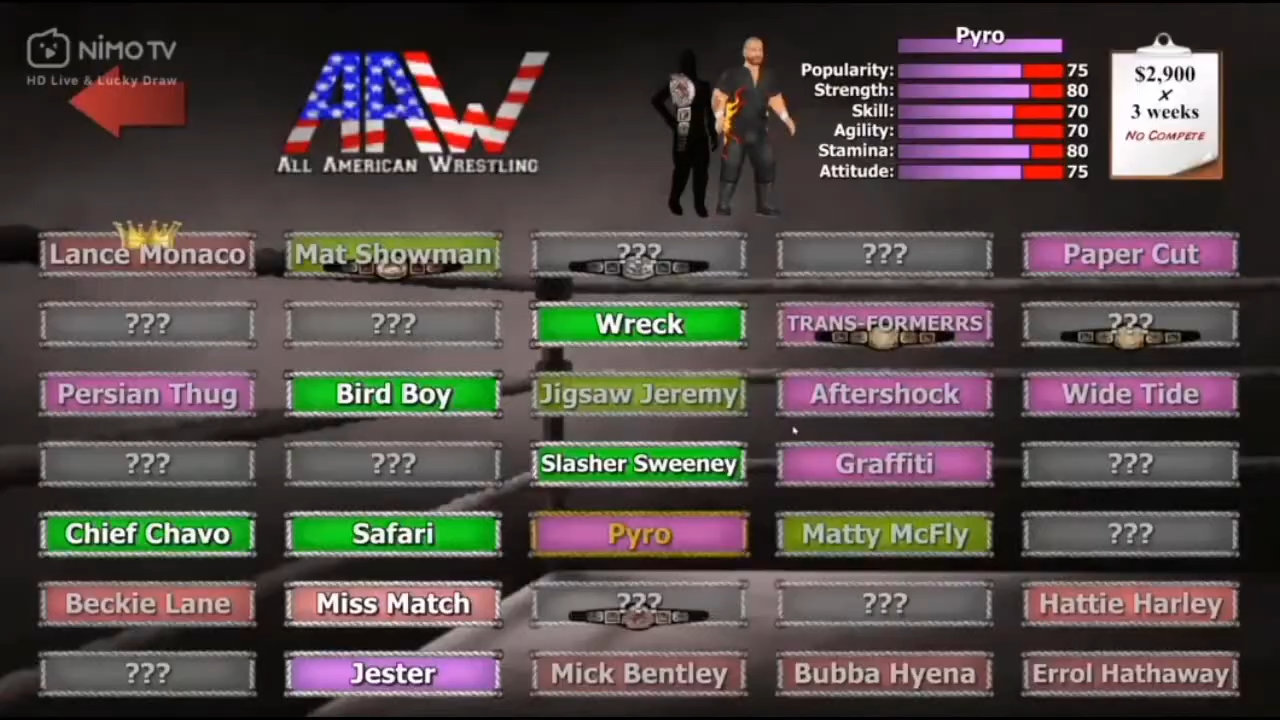 NIMO TV
HD Live & Lucky Draw
AAW
ALL AMERICAN WRESTLING
Pyro
Popularity: 75
Strength: 80
Skill: 70
Agility: 70
Stamina: 80
Attitude: 75
$2,900
x
3 weeks
NO COMPETE
Lance Monaco Mat Showman ??? ??? Paper Cut
??? ??? Wreck TRANS-FORMERRS ???
Persian Thug Bird Boy Jigsaw Jeremy Aftershock Wide Tide
??? ??? Slasher Sweeney Graffiti ???
Chief Chavo Safari Pyro Matty McFly ???
Beckie Lane Miss Match ??? ??? Hattie Harley
??? Jester Mick Bentley Bubba Hyena Errol Hathaway